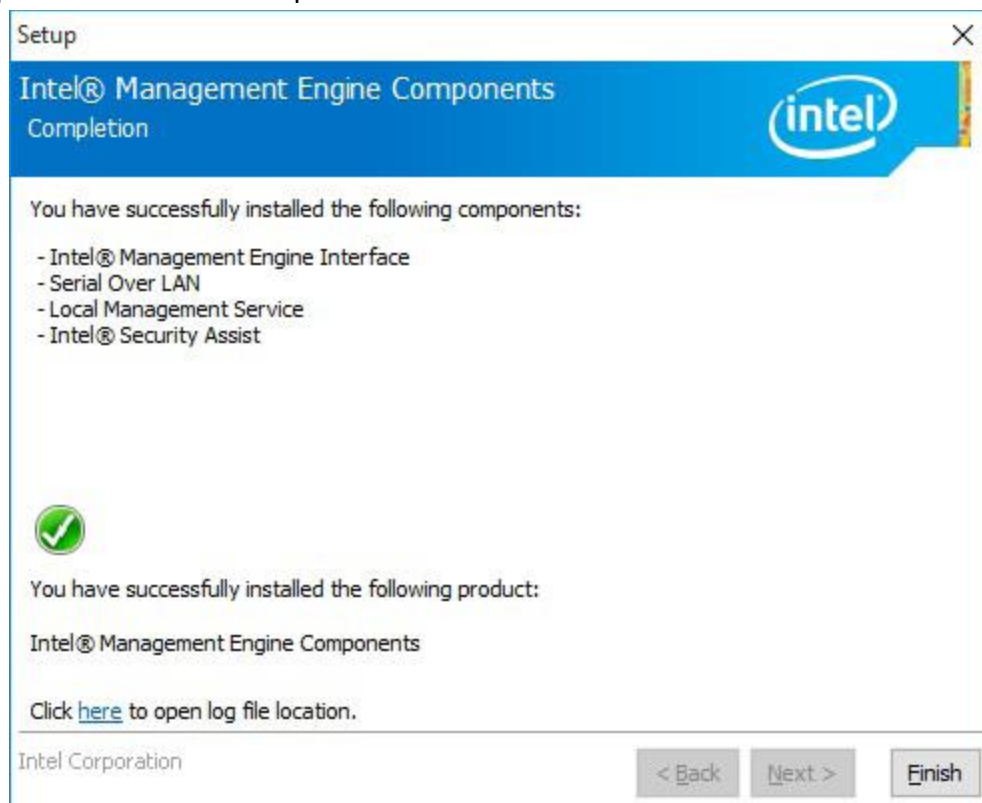 Setup
Intel® Management Engine Components
Completion
intel
You have successfully installed the following components:
- Intel® Management Engine Interface
- Serial Over LAN
- Local Management Service
- Intel® Security Assist
You have successfully installed the following product:
Intel® Management Engine Components
Click here to open log file location.
Intel Corporation
< Back Next > Finish